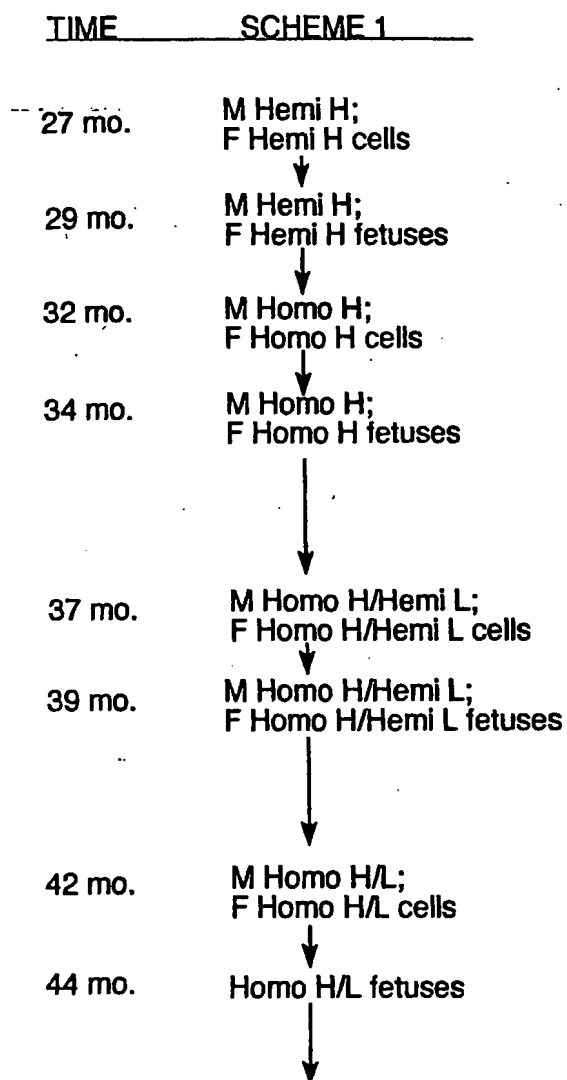 TIME SCHEME 1
27 mo. M Hemi H;
F Hemi H cells
29 mo. M Hemi H;
F Hemi H fetuses
32 mo. M Homo H;
F Homo H cells
34 mo. M Homo H;
F Homo H fetuses
37 mo. M Homo H/Hemi L;
F Homo H/Hemi L cells
39 mo. M Homo H/Hemi L;
F Homo H/Hemi L fetuses
42 mo. M Homo H/L;
F Homo H/L cells
44 mo. Homo H/L fetuses